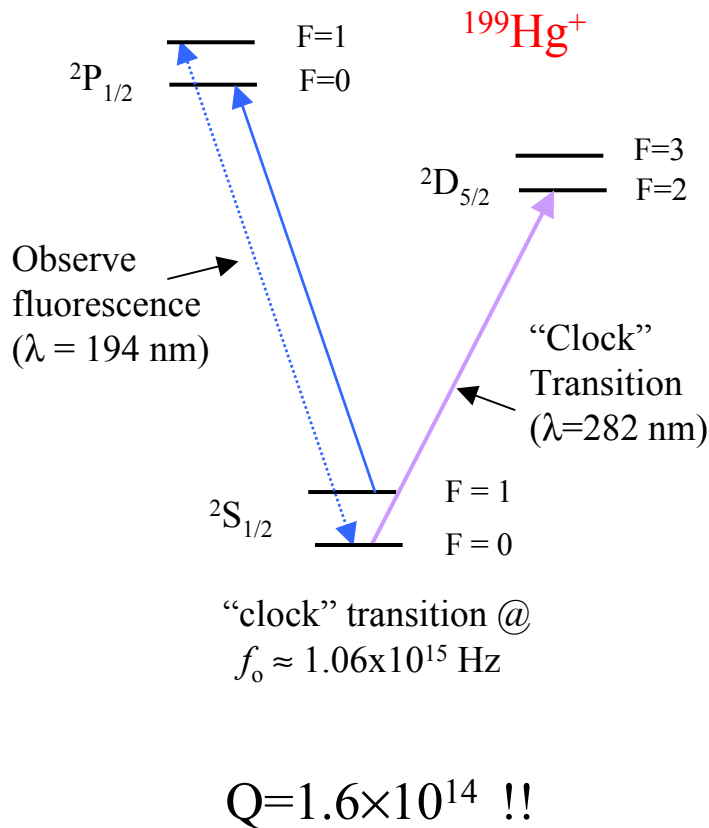 F=1
¹⁹⁹Hg⁺
²P₁/₂
F=0
F=3
²D₅/₂
F=2
Observe
fluorescence
(λ = 194 nm)
“Clock”
Transition
(λ=282 nm)
F = 1
²S₁/₂
F = 0
“clock” transition @
fₒ ≈ 1.06x10¹⁵ Hz
Q=1.6×10¹⁴ !!